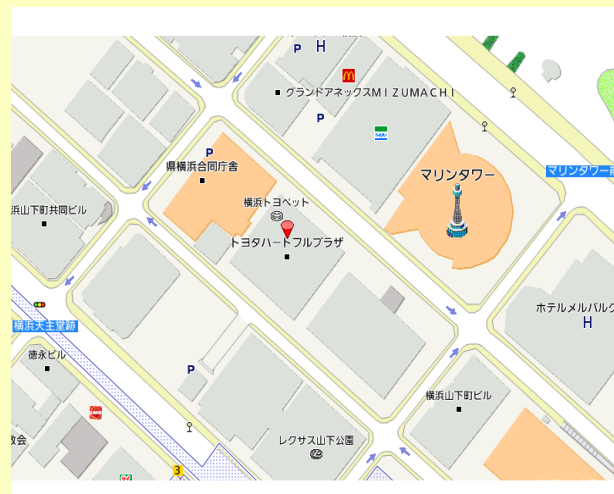 H
P
グランドアネックスMIZUMACHI
P
P
県横浜合同庁舎
マリンタワー
マリンタワー前
横浜トヨペット
浜山下町共同ビル
トヨタハートフルプラザ
ホテルメルパルク
H
横浜天主堂跡
徳永ビル
P
横浜山下町ビル
教会
レクサス山下公園
3